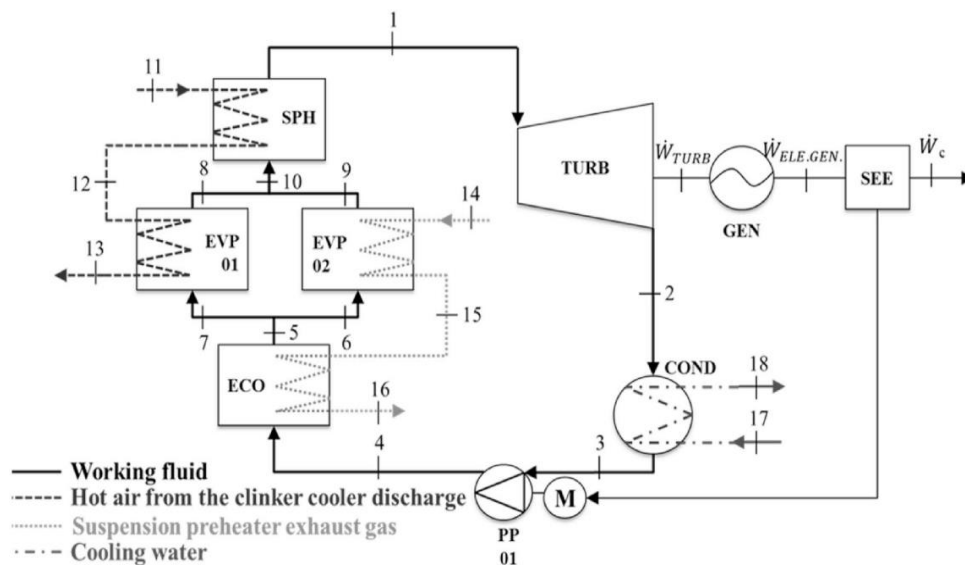 1
11
SPH
12
8
10
9
14
TURB
Ẇ_TURB
Ẇ_ELE.GEN.
SEE
Ẇ_c
GEN
13
EVP
01
EVP
02
7
5
6
15
2
ECO
16
COND
18
17
4
3
M
PP
01
Working fluid
Hot air from the clinker cooler discharge
Suspension preheater exhaust gas
Cooling water